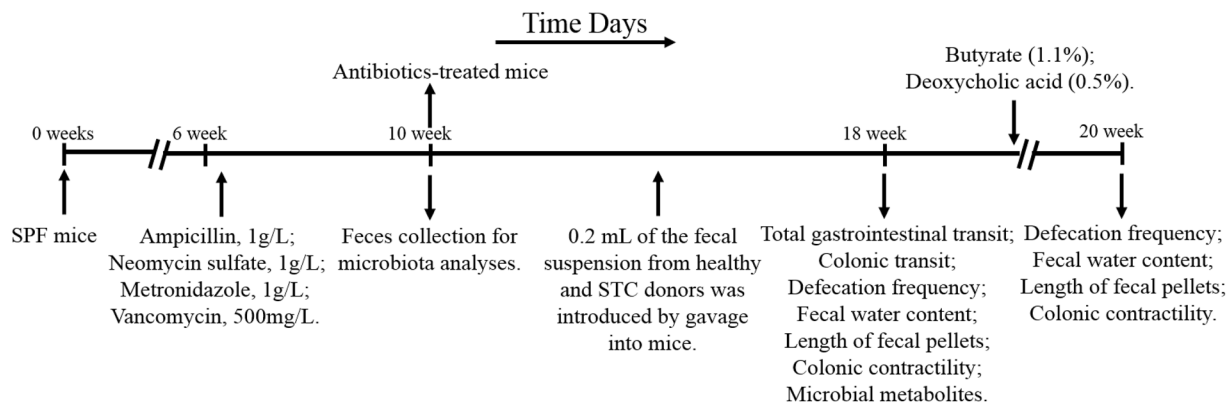 Time Days
Butyrate (1.1%);
Deoxycholic acid (0.5%).
Antibiotics-treated mice
0 weeks
6 week
10 week
18 week
20 week
SPF mice
Ampicillin, 1g/L;
Neomycin sulfate, 1g/L;
Metronidazole, 1g/L;
Vancomycin, 500mg/L.
Feces collection for
microbiota analyses.
0.2 mL of the fecal
suspension from healthy
and STC donors was
introduced by gavage
into mice.
Total gastrointestinal transit;
Colonic transit;
Defecation frequency;
Fecal water content;
Length of fecal pellets;
Colonic contractility;
Microbial metabolites.
Defecation frequency;
Fecal water content;
Length of fecal pellets;
Colonic contractility.